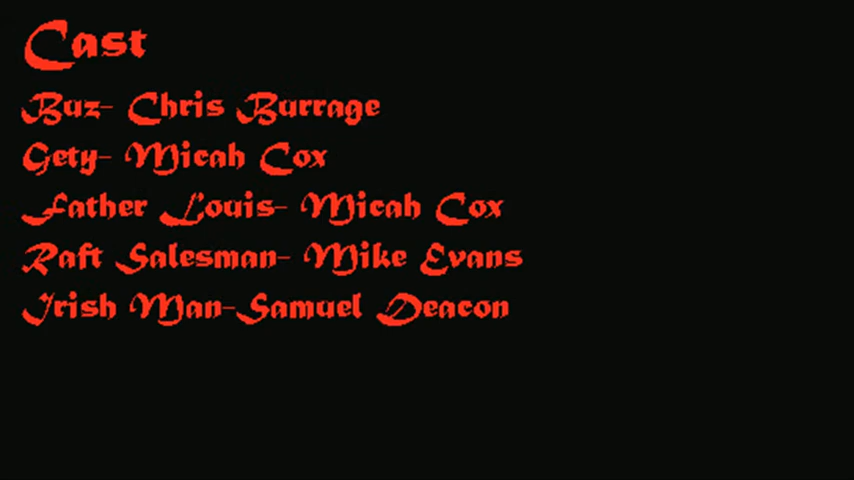 Cast
Buz- Chris Burrage
Gety- Micah Cox
Father Louis- Micah Cox
Raft Salesman- Mike Evans
Irish Man-Samuel Deacon